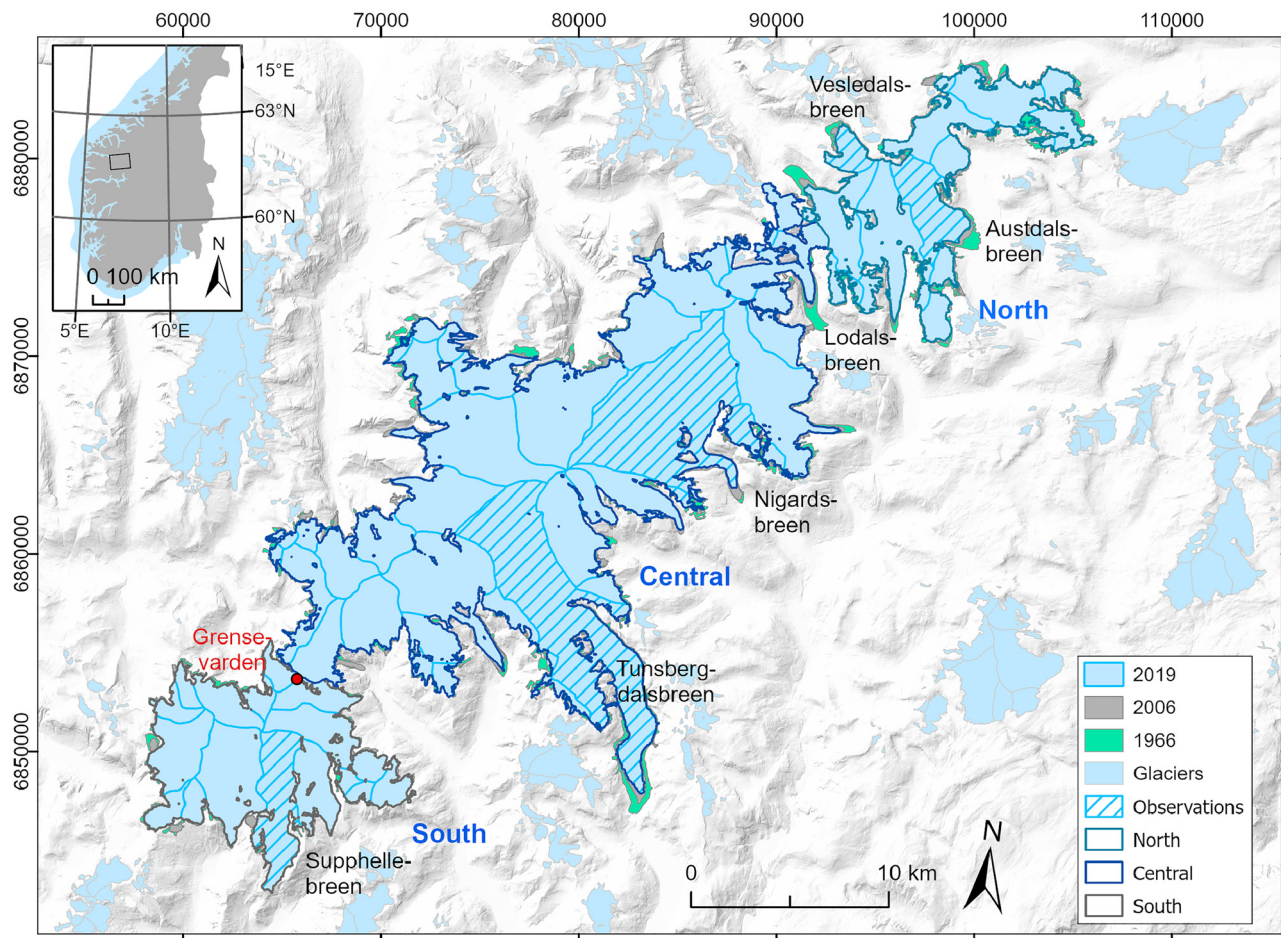 60000
70000
80000
90000
100000
110000
15°E
63°N
60°N
N
0 100 km
5°E
10°E
6880000
6870000
6860000
6850000
Vesledals-
breen
Austdals-
breen
North
Lodals-
breen
Nigards-
breen
Central
Grense-
varden
Tunsberg-
dalsbreen
South
Supphelle-
breen
0
10 km
N
2019
2006
1966
Glaciers
Observations
North
Central
South